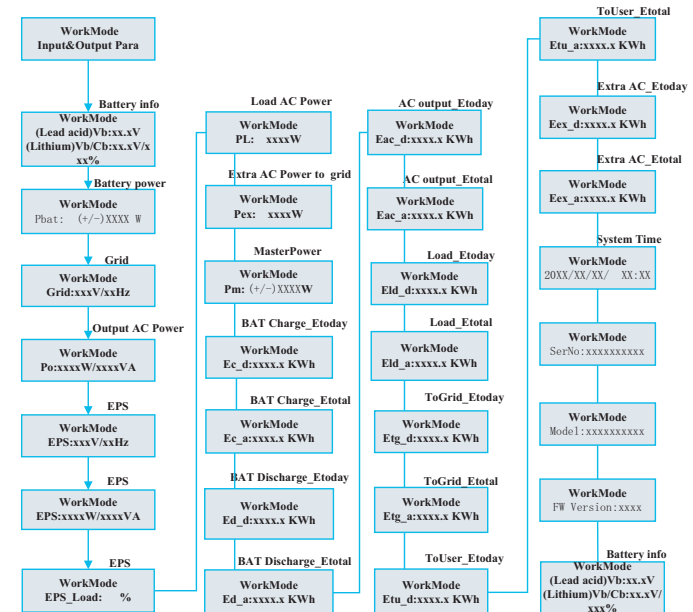 WorkMode
Input&Output Para
Battery info
WorkMode
(Lead acid)Vb:xx.xV
(Lithium)Vb/Cb:xx.xV/x
xx%
Battery power
WorkMode
Pbat: (+/-)XXXX W
Grid
WorkMode
Grid:xxxV/xxHz
Output AC Power
WorkMode
Po:xxxxW/xxxxVA
EPS
WorkMode
EPS:xxxV/xxHz
EPS
WorkMode
EPS:xxxxW/xxxxVA
EPS
WorkMode
EPS_Load: %
Load AC Power
WorkMode
PL: xxxxW
Extra AC Power to grid
WorkMode
Pex: xxxxW
MasterPower
WorkMode
Pm: (+/-)XXXXW
BAT Charge_Etoday
WorkMode
Ec_d:xxxx.x KWh
BAT Charge_Etotal
WorkMode
Ec_a:xxxx.x KWh
BAT Discharge_Etoday
WorkMode
Ed_d:xxxx.x KWh
BAT Discharge_Etotal
WorkMode
Ed_a:xxxx.x KWh
AC output_Etoday
WorkMode
Eac_d:xxxx.x KWh
AC output_Etotal
WorkMode
Eac_a:xxxx.x KWh
Load_Etoday
WorkMode
Eld_d:xxxx.x KWh
Load_Etotal
WorkMode
Eld_a:xxxx.x KWh
ToGrid_Etoday
WorkMode
Etg_d:xxxx.x KWh
ToGrid_Etotal
WorkMode
Etg_a:xxxx.x KWh
ToUser_Etoday
WorkMode
Etu_d:xxxx.x KWh
ToUser_Etotal
WorkMode
Etu_a:xxxx.x KWh
Extra AC_Etoday
WorkMode
Eex_d:xxxx.x KWh
Extra AC_Etotal
WorkMode
Eex_a:xxxx.x KWh
System Time
WorkMode
20XX/XX/XX/ XX:XX
WorkMode
SerNo:xxxxxxxxxx
WorkMode
Model:xxxxxxxxxx
WorkMode
FW Version:xxxx
Battery info
WorkMode
(Lead acid)Vb:xx.xV
(Lithium)Vb/Cb:xx.xV/
xxx%